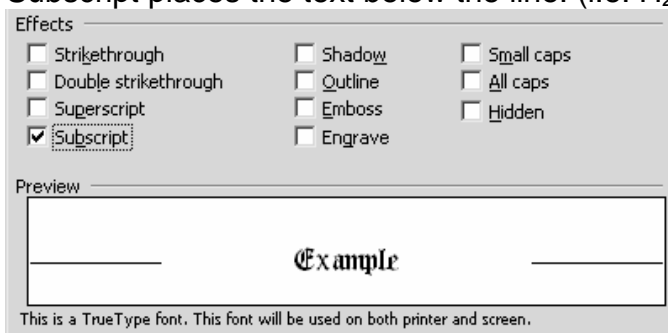 Subscript places the text below the line. (i.e. H₂
Effects
Strikethrough Shadow Small caps
Double strikethrough Outline All caps
Superscript Emboss Hidden
Subscript Engrave
Preview
Example
This is a TrueType font. This font will be used on both printer and screen.